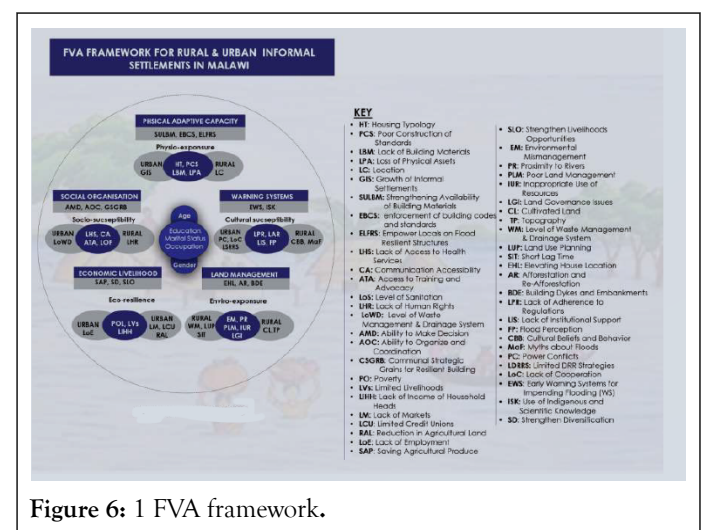 FVA FRAMEWORK FOR RURAL & URBAN INFORMAL
SETTLEMENTS IN MALAWI
PHSICAL ADAPTIVE CAPACITY
SULBM, EBCS, ELFRS
Physio-exposure
URBAN
GIS
HT, PCS
LBM, LPA
RURAL
LC
SOCIAL ORGANISATION
AMD, AOC, GSGRB
Socio-suceptibility
URBAN
LoWD
LHS, CA
ATA, LOF
RURAL
LHR
WARNING SYSTEMS
EWS, ISK
Cultural suceptibility
URBAN
PC, LoC
LSRRS
LPR, LAI
LIS, FP
RURAL
CBB, MaF
Age
Education
Marital Status
Occupation
Gender
ECONOMIC LIVELIHOOD
SAP, SD, SLO
Eco-resilience
URBAN
LoE
POL, LVs
LIHH
URBAN
LM, LCU
RAL
LAND MANAGEMENT
EHL, AR, BDE
Enviro-exposure
RURAL
WM, LUP
SIT
EM, PR
PLM, IUR
LGI
RURAL
CLTP
KEY
• HT: Housing Typology
• PCS: Poor Construction of
Standards
• LBM: Lack of Building Materials
• LPA: Loss of Physical Assets
• LC: Location
• GIS: Growth of Informal
Settlements
• SULBM: Strengthening Availability
of Building Materials
• EBCS: enforcement of building codes
and standards
• ELFRS: Empower Locals on Flood
Resilient Structures
• LHS: Lack of Access to Health
Services
• CA: Communication Accessibility
• ATA: Access to Training and
Advocacy
• LoS: Level of Sanitation
• LHR: Lack of Human Rights
• LoWD: Level of Waste
Management & Drainage System
• AMD: Ability to Make Decision
• AOC: Ability to Organize and
Coordination
• CSGRB: Communal Strategic
Grains for Resilient Building
• PO: Poverty
• LVs: Limited Livelihoods
• LIHH: Lack of Income of Household
Heads
• LM: Lack of Markets
• LCU: Limited Credit Unions
• RAL: Reduction in Agricultural Land
• LoE: Lack of Employment
• SAP: Saving Agricultural Produce
• SLO: Strengthen Livelihoods
Opportunities
• EM: Environmental
Mismanagement
• PR: Proximity to Rivers
• PLM: Poor Land Management
• IUR: Inappropriate Use of
Resources
• LGI: Land Governance Issues
• CL: Cultivated Land
• TP: Topography
• WM: Level of Waste Management
& Drainage System
• LUP: Land Use Planning
• SIT: Short Lag Time
• EHL: Elevating House Location
• AR: Afforestation and
Re-Afforestation
• BDE: Building Dykes and Embankments
• LPR: Lack of Adherence to
Regulations
• LIS: Lack of Institutional Support
• FP: Flood Perception
• CBB: Cultural Beliefs and Behavior
• MoF: Myths about Floods
• PC: Power Conflicts
• LDRRS: Limited DRR Strategies
• LoC: Lack of Cooperation
• EWS: Early Warning Systems for
Impending Flooding (WS)
• ISK: Use of Indigenous and
Scientific Knowledge
• SD: Strengthen Diversification
Figure 6: 1 FVA framework.